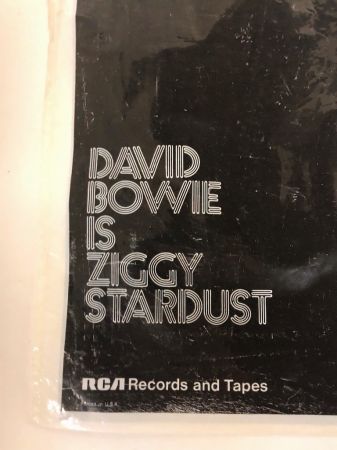 DAVID
BOWIE
IS
ZIGGY
STARDUST
RCA Records and Tapes